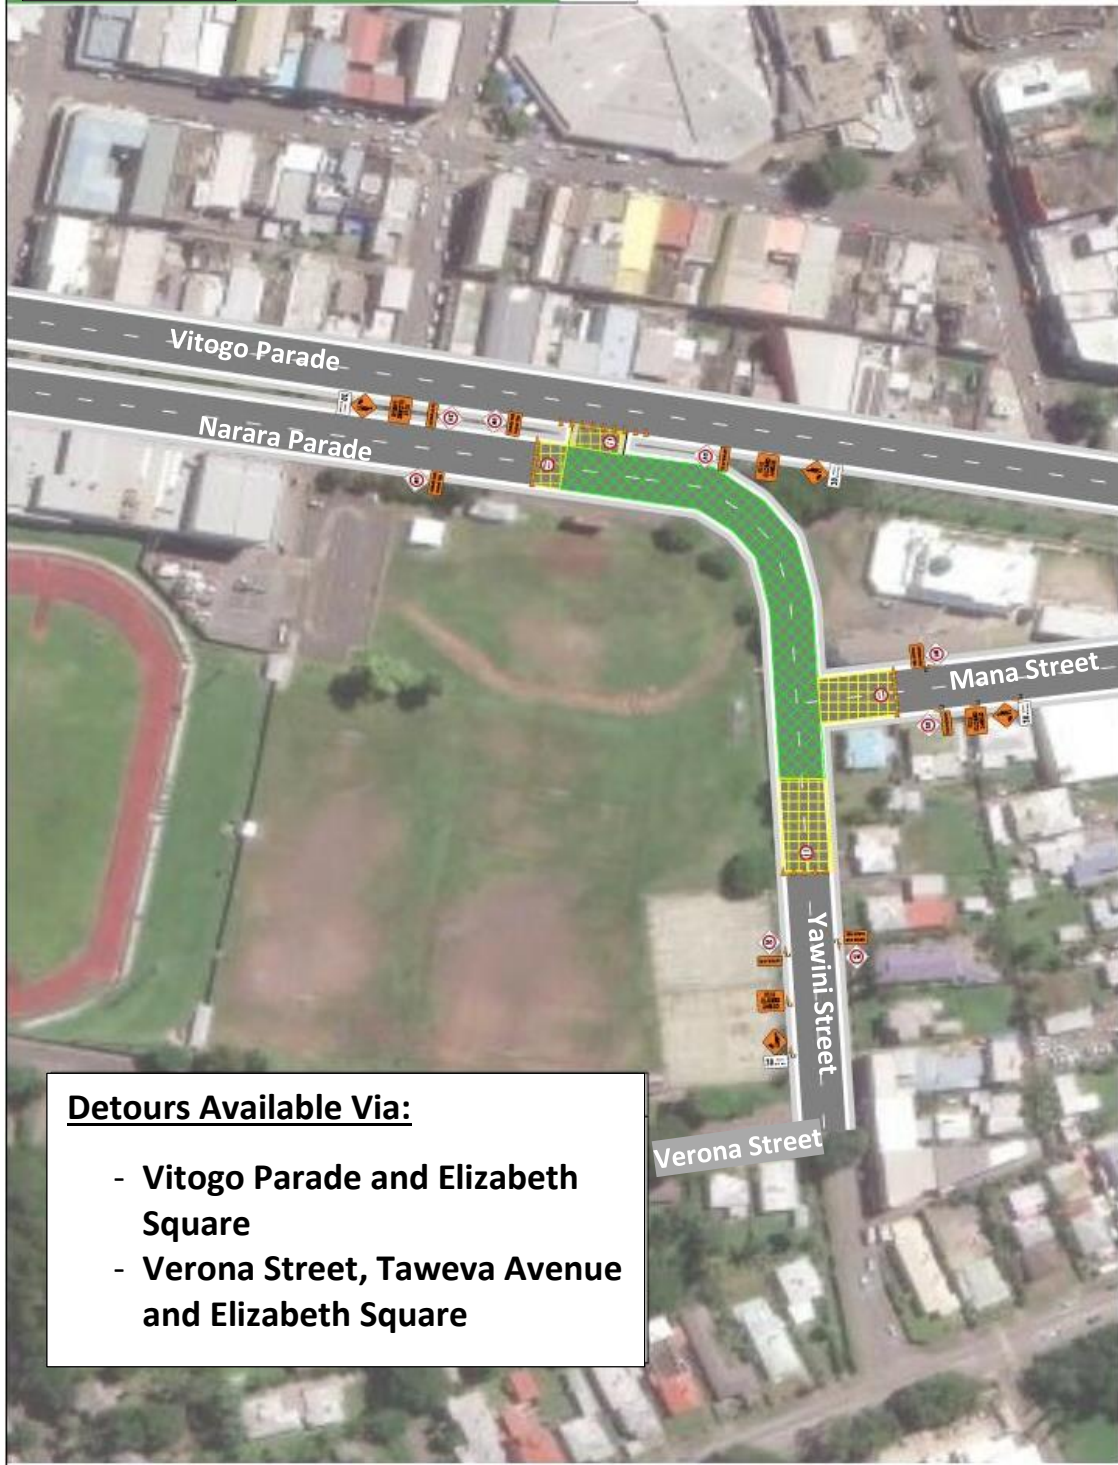 Vitogo Parade
Narara Parade
Mana Street
Yawini Street
Verona Street
Detours Available Via:
- Vitogo Parade and Elizabeth
Square
- Verona Street, Taweva Avenue
and Elizabeth Square